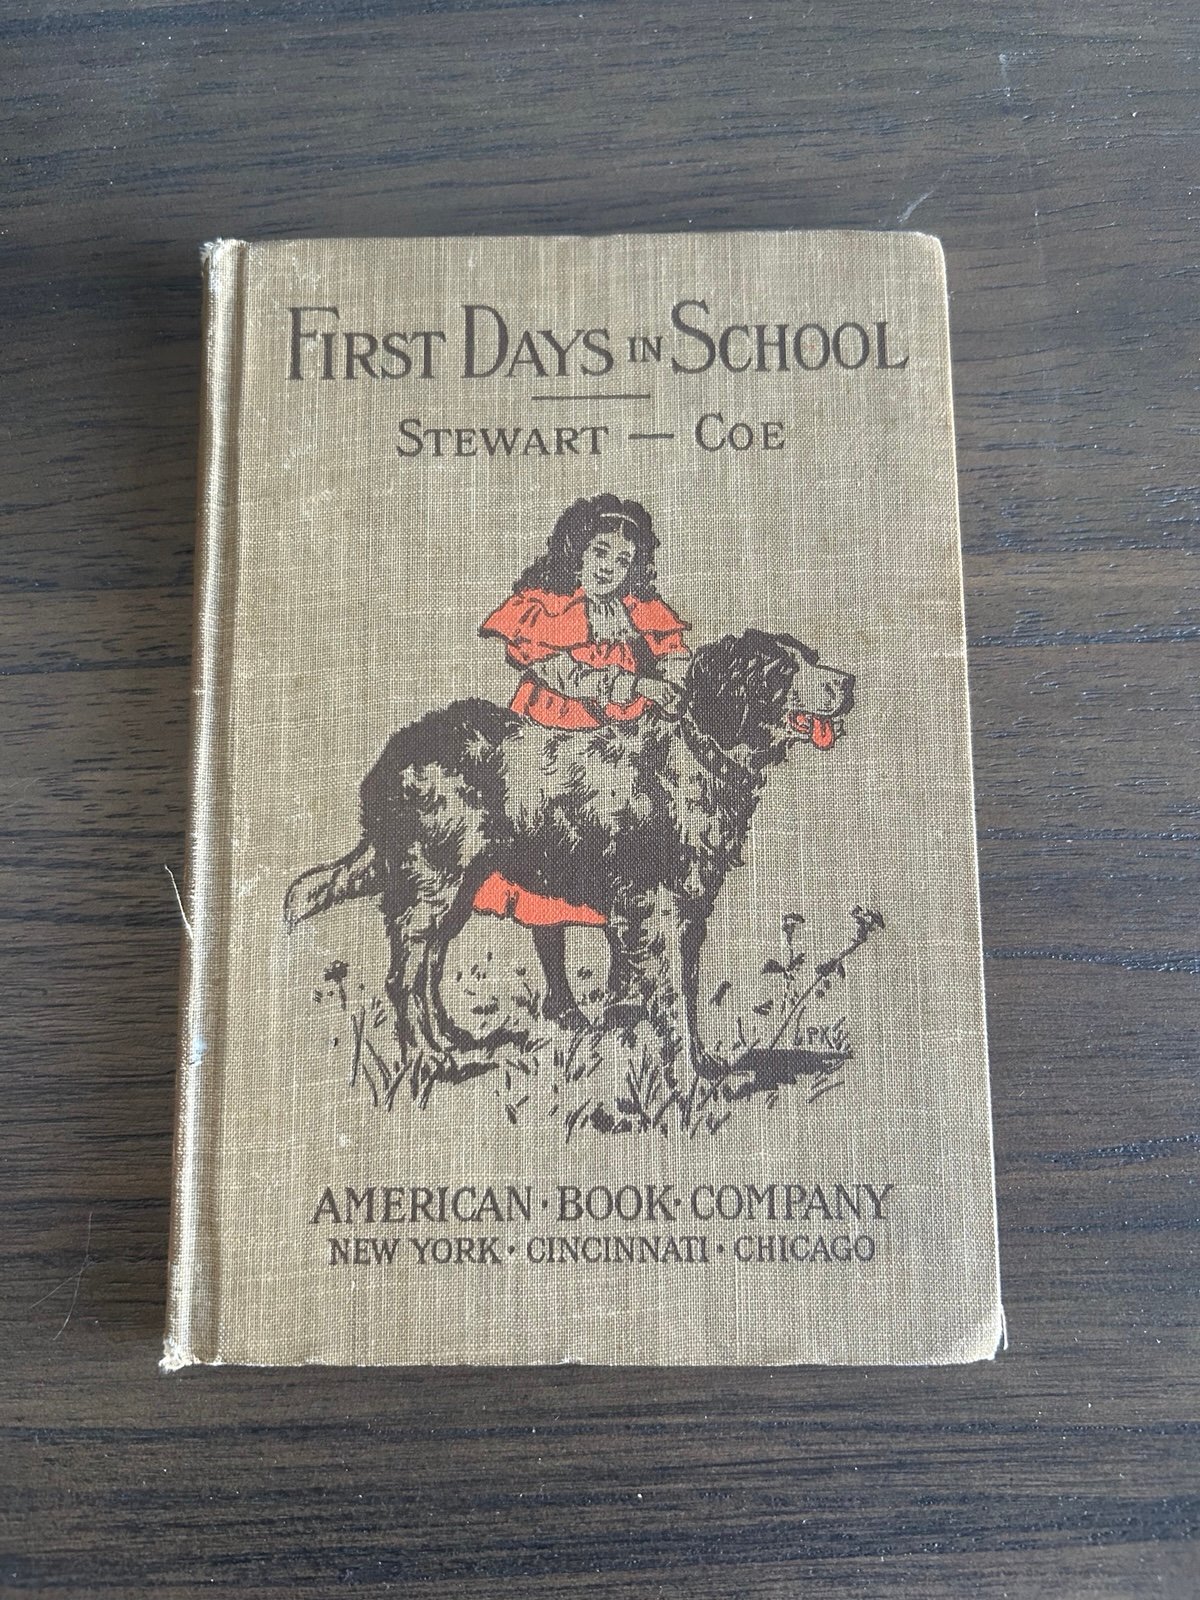 FIRST DAYS IN SCHOOL
STEWART — COE
AMERICAN · BOOK · COMPANY
NEW YORK · CINCINNATI · CHICAGO